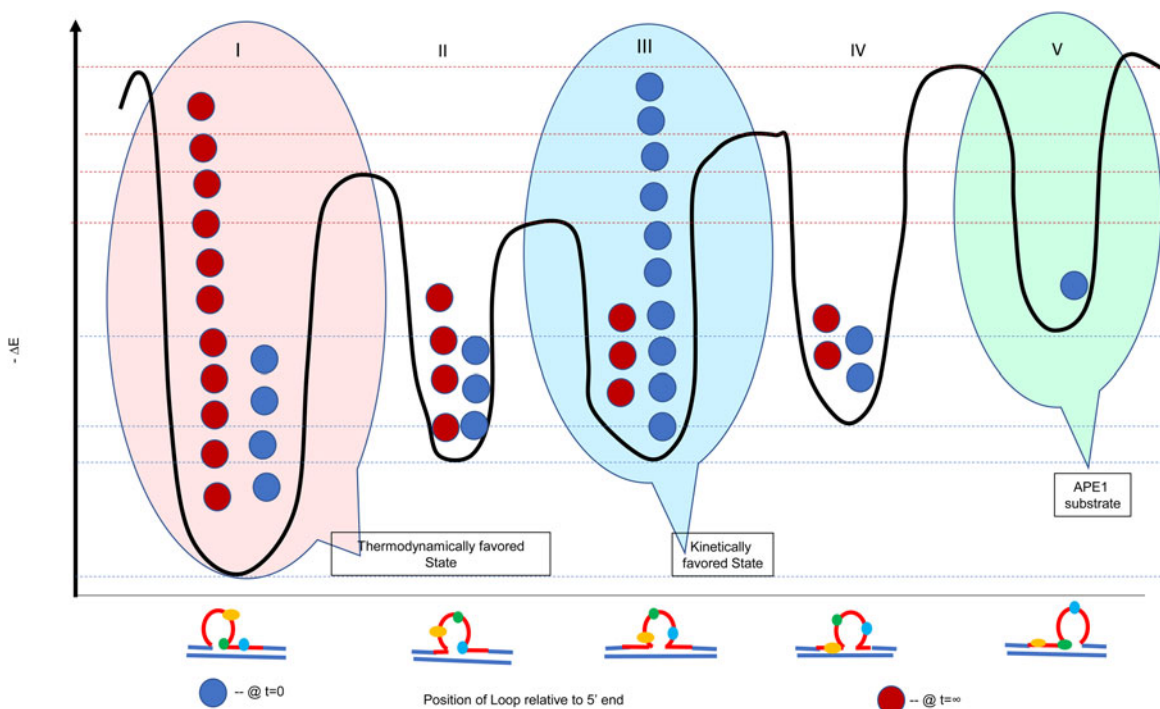 I
II
III
IV
V
- ΔE
Thermodynamically favored
State
Kinetically
favored State
APE1
substrate
-- @ t=0
Position of Loop relative to 5' end
-- @ t=∞